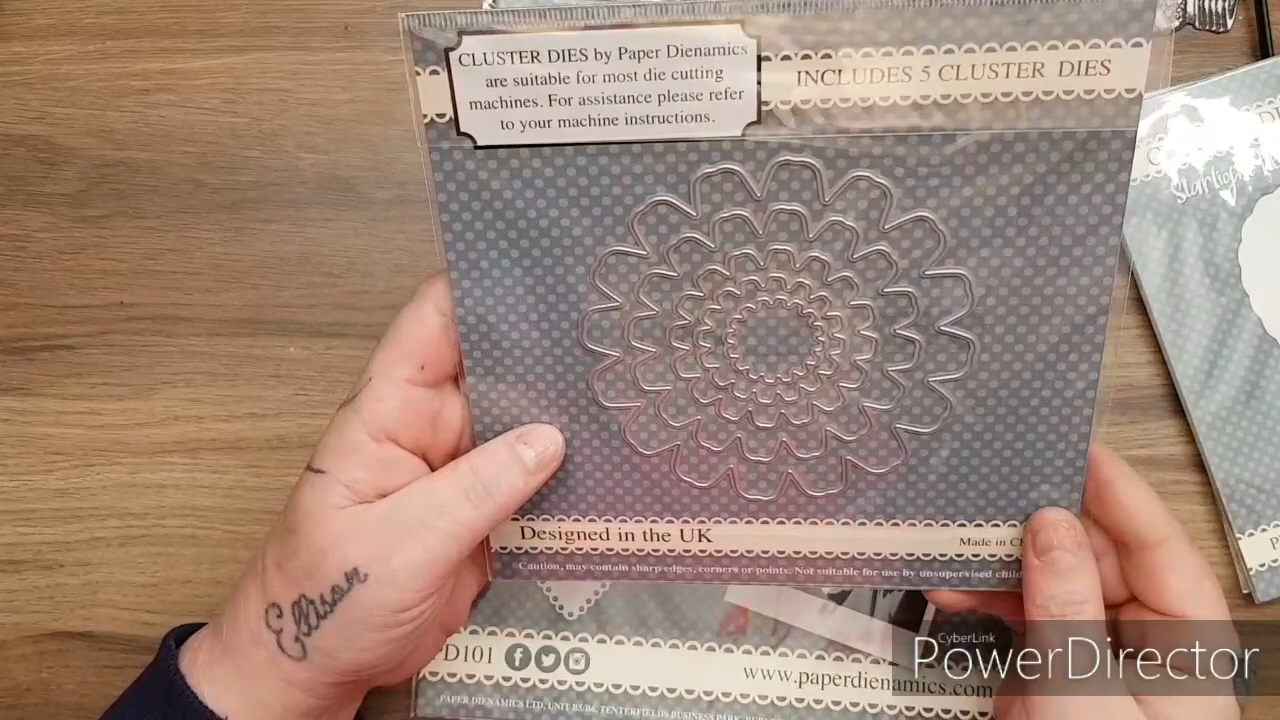 CLUSTER DIES by Paper Dienamics
are suitable for most die cutting
machines. For assistance please refer
to your machine instructions.
INCLUDES 5 CLUSTER DIES
Designed in the UK
Made in
Caution, may contain sharp edges, corners or points. Not suitable for use by unsupervised
Ellison
D101
www.paperdienamics.com
PAPER DIENAMICS LTD, UNIT B5/B6, TENTERFIELDS BUSINESS PARK,
CyberLink
PowerDirector